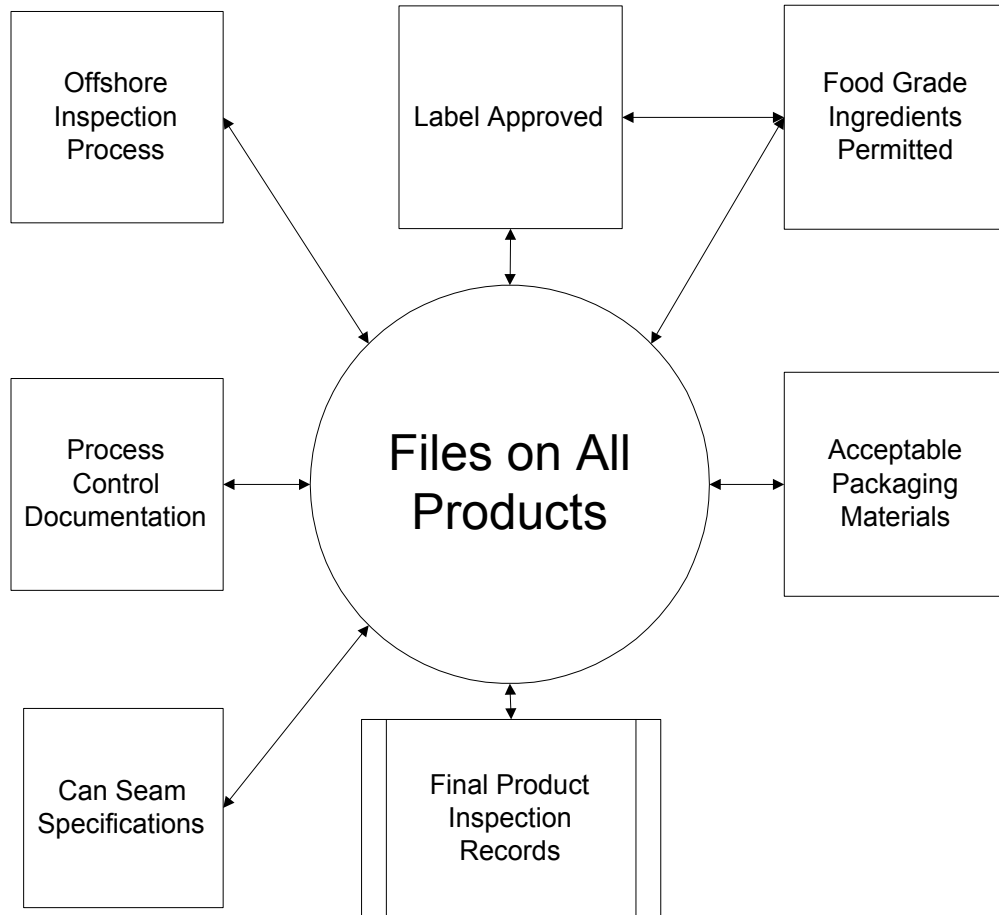 Offshore
Inspection
Process
Label Approved
Food Grade
Ingredients
Permitted
Process
Control
Documentation
Files on All
Products
Acceptable
Packaging
Materials
Can Seam
Specifications
Final Product
Inspection
Records